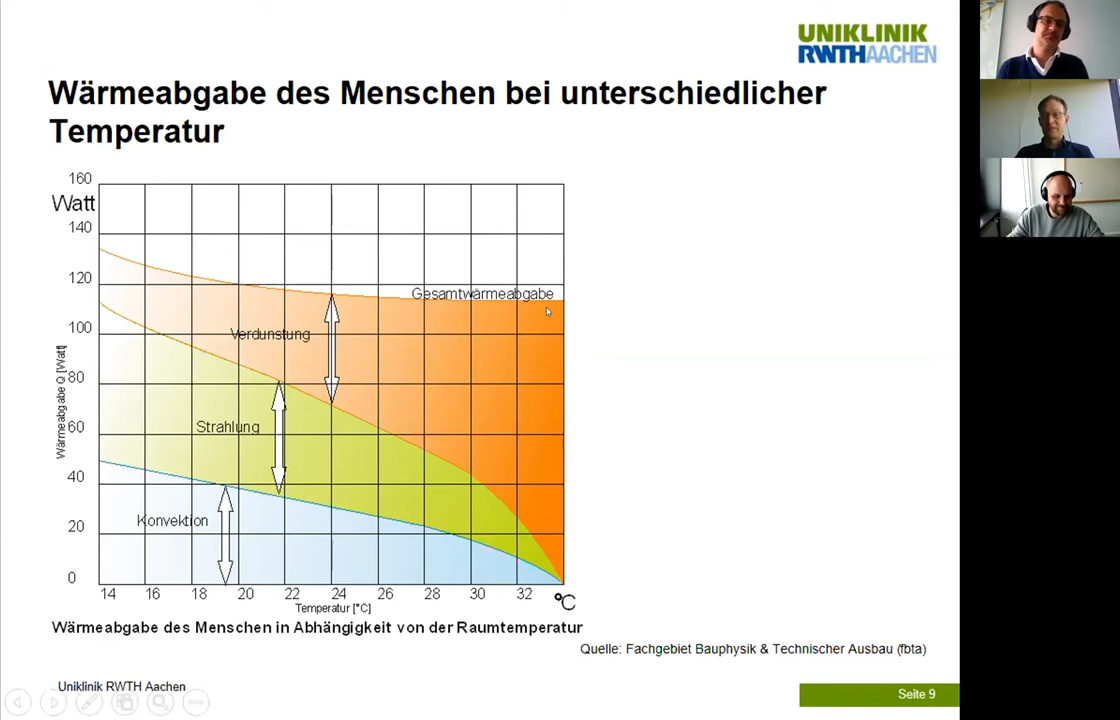 UNIKLINIK
RWTHAACHEN
Wärmeabgabe des Menschen bei unterschiedlicher
Temperatur
160
Watt
140
120
100
80
60
40
20
0
Wärmeabgabe Q [Watt]
Gesamtwärmeabgabe
Verdunstung
Strahlung
Konvektion
14 16 18 20 22 24 26 28 30 32 °C
Temperatur [°C]
Wärmeabgabe des Menschen in Abhängigkeit von der Raumtemperatur
Quelle: Fachgebiet Bauphysik & Technischer Ausbau (fbta)
Uniklinik RWTH Aachen
Seite 9